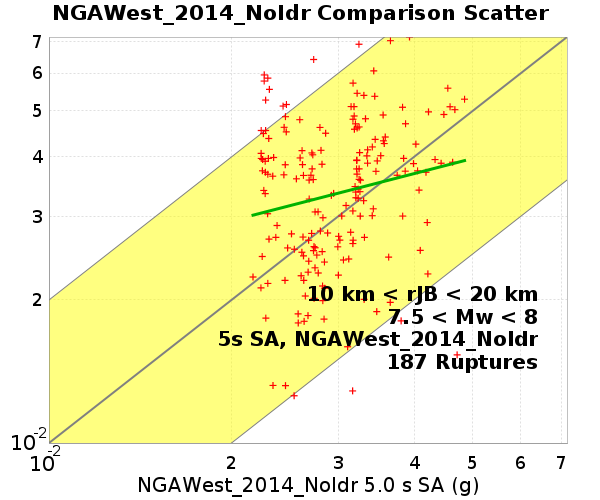 NGAWest_2014_NoIdr Comparison Scatter
7
6
5
4
3
2
10 km < rJB < 20 km
7.5 < Mw < 8
5s SA, NGAWest_2014_NoIdr
187 Ruptures
10-2
10-2 2 3 4 5 6 7
NGAWest_2014_NoIdr 5.0 s SA (g)